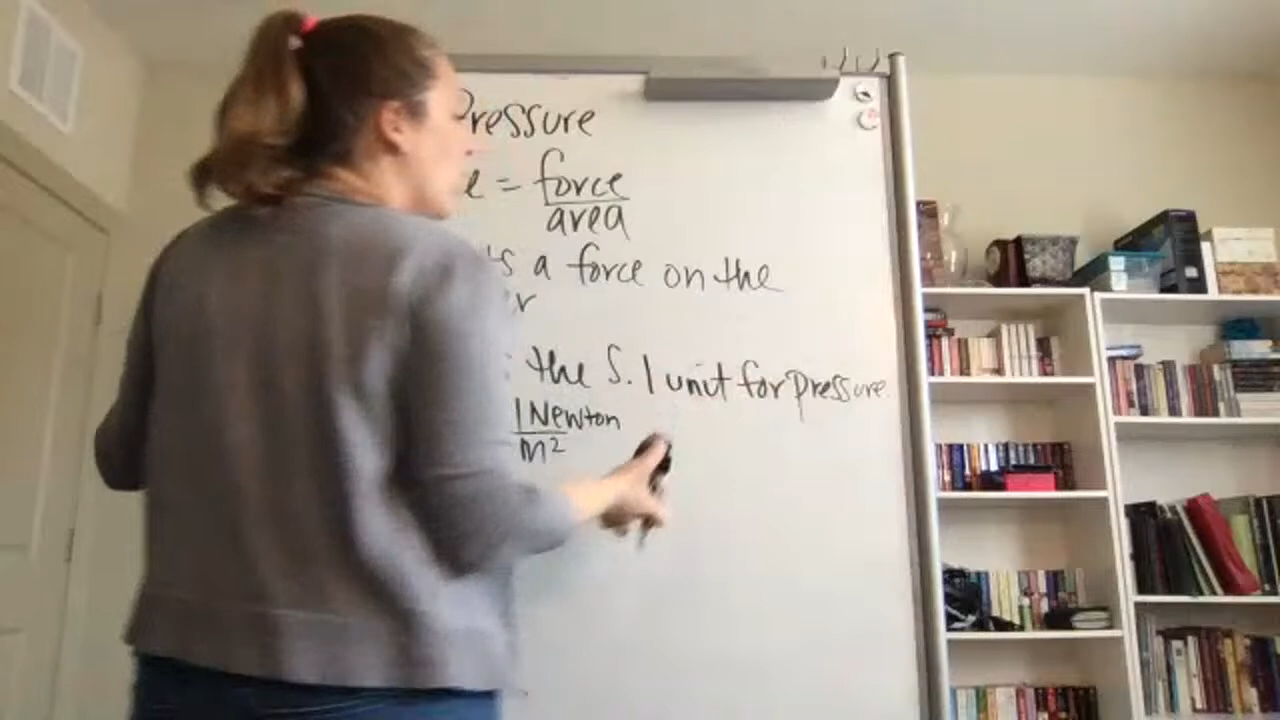 Pressure
e = force
area
's a force on the
r
: the S. I unit for pressure.
1 Newton
m²